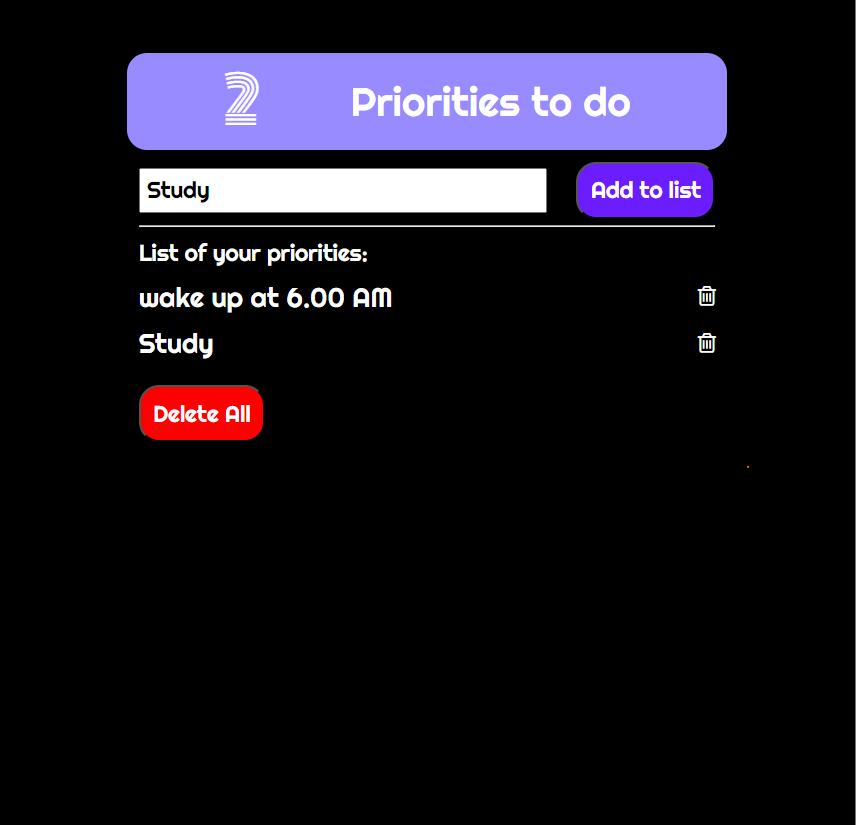 2 Priorities to do
Study Add to list
List of your priorities:
wake up at 6.00 AM
Study
Delete All